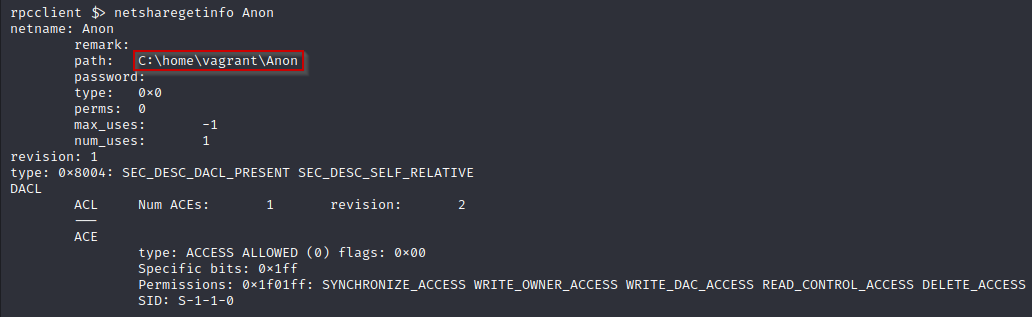 rpcclient $> netsharegetinfo Anon
netname: Anon
remark:
path: C:\home\vagrant\Anon
password:
type: 0×0
perms: 0
max_uses: -1
num_uses: 1
revision: 1
type: 0×8004: SEC_DESC_DACL_PRESENT SEC_DESC_SELF_RELATIVE
DACL
ACL Num ACEs: 1 revision: 2
---
ACE
type: ACCESS ALLOWED (0) flags: 0×00
Specific bits: 0×1ff
Permissions: 0×1f01ff: SYNCHRONIZE_ACCESS WRITE_OWNER_ACCESS WRITE_DAC_ACCESS READ_CONTROL_ACCESS DELETE_ACCESS
SID: S-1-1-0